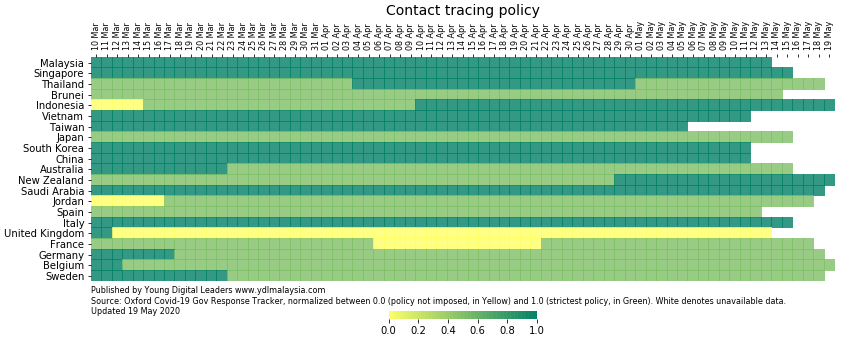 Contact tracing policy
10 Mar
11 Mar
12 Mar
13 Mar
14 Mar
15 Mar
16 Mar
17 Mar
18 Mar
19 Mar
20 Mar
21 Mar
22 Mar
23 Mar
24 Mar
25 Mar
26 Mar
27 Mar
28 Mar
29 Mar
30 Mar
31 Mar
01 Apr
02 Apr
03 Apr
04 Apr
05 Apr
06 Apr
07 Apr
08 Apr
09 Apr
10 Apr
11 Apr
12 Apr
13 Apr
14 Apr
15 Apr
16 Apr
17 Apr
18 Apr
19 Apr
20 Apr
21 Apr
22 Apr
23 Apr
24 Apr
25 Apr
26 Apr
27 Apr
28 Apr
29 Apr
30 Apr
01 May
02 May
03 May
04 May
05 May
06 May
07 May
08 May
09 May
10 May
11 May
12 May
13 May
14 May
15 May
16 May
17 May
18 May
19 May
Malaysia
Singapore
Thailand
Brunei
Indonesia
Vietnam
Taiwan
Japan
South Korea
China
Australia
New Zealand
Saudi Arabia
Jordan
Spain
Italy
United Kingdom
France
Germany
Belgium
Sweden
Published by Young Digital Leaders www.ydlmalaysia.com
Source: Oxford Covid-19 Gov Response Tracker, normalized between 0.0 (policy not imposed, in Yellow) and 1.0 (strictest policy, in Green). White denotes unavailable data.
Updated 19 May 2020
0.0 0.2 0.4 0.6 0.8 1.0